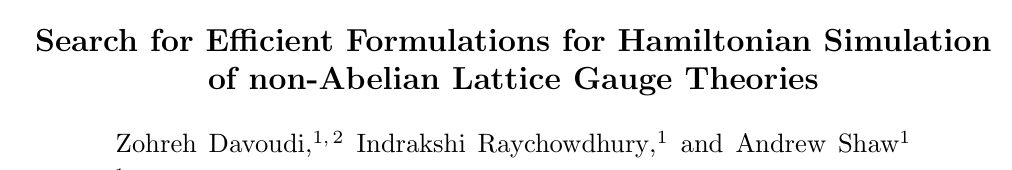 Search for Efficient Formulations for Hamiltonian Simulation
of non-Abelian Lattice Gauge Theories
Zohreh Davoudi,1, 2 Indrakshi Raychowdhury,1 and Andrew Shaw1